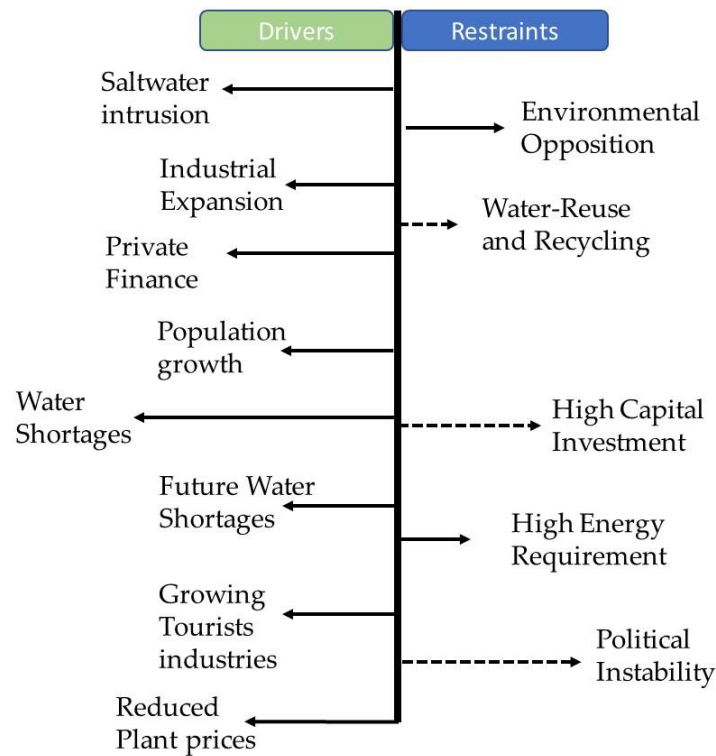 Drivers
Restraints
Saltwater
intrusion
Environmental
Opposition
Industrial
Expansion
Water-Reuse
and Recycling
Private
Finance
Population
growth
Water
Shortages
High Capital
Investment
Future Water
Shortages
High Energy
Requirement
Growing
Tourists
industries
Political
Instability
Reduced
Plant prices